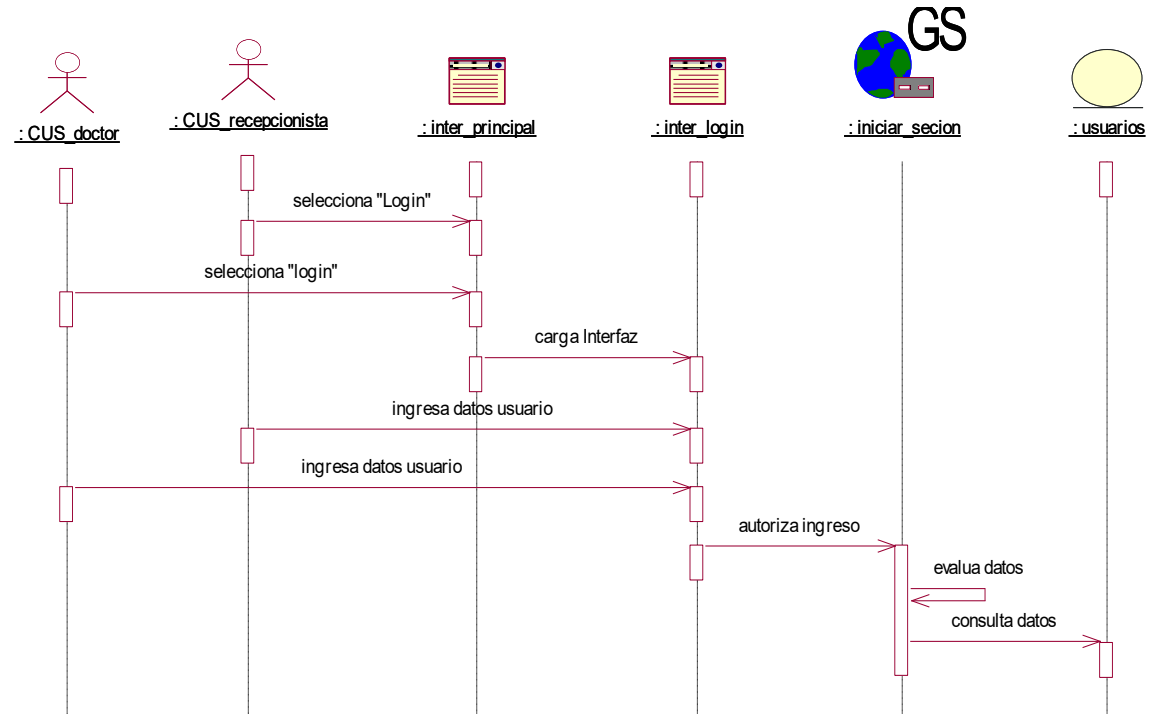 GS
: CUS_doctor
: CUS_recepcionista
: inter_principal
: inter_login
: iniciar_secion
: usuarios
selecciona "Login"
selecciona "login"
carga Interfaz
ingresa datos usuario
ingresa datos usuario
autoriza ingreso
evalua datos
consulta datos